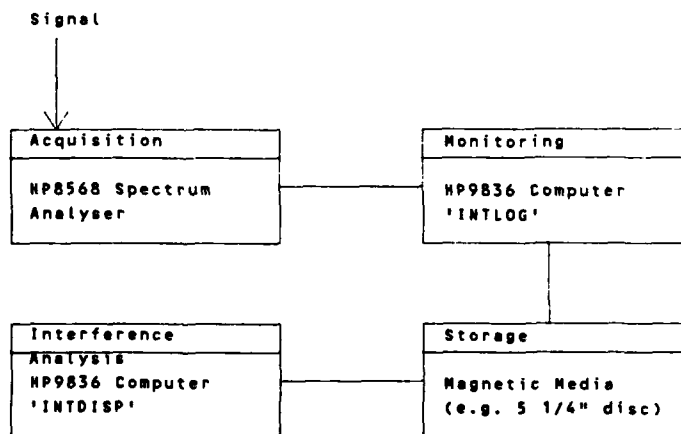 Signal
Acquisition
HP8568 Spectrum
Analyser
Monitoring
HP9836 Computer
'INTLOG'
Interference
Analysis
HP9836 Computer
'INTDISP'
Storage
Magnetic Media
(e.g. 5 1/4" disc)